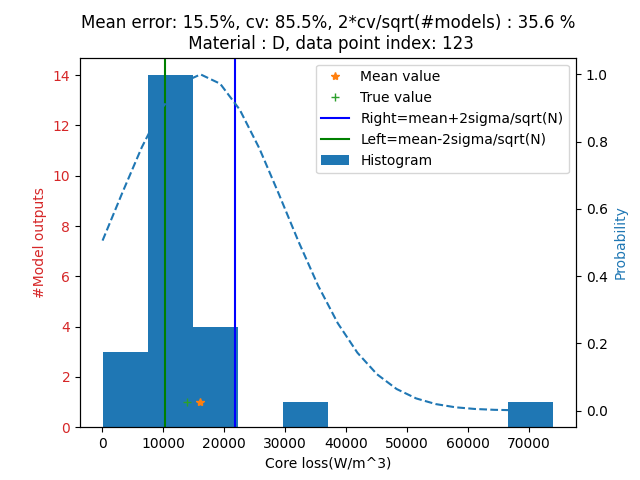 Mean error: 15.5%, cv: 85.5%, 2*cv/sqrt(#models) : 35.6 %
Material : D, data point index: 123
Mean value
True value
Right=mean+2sigma/sqrt(N)
Left=mean-2sigma/sqrt(N)
Histogram
#Model outputs
14
12
10
8
6
4
2
0
1.0
0.8
0.6
0.4
0.2
0.0
Probability
0 10000 20000 30000 40000 50000 60000 70000
Core loss(W/m^3)